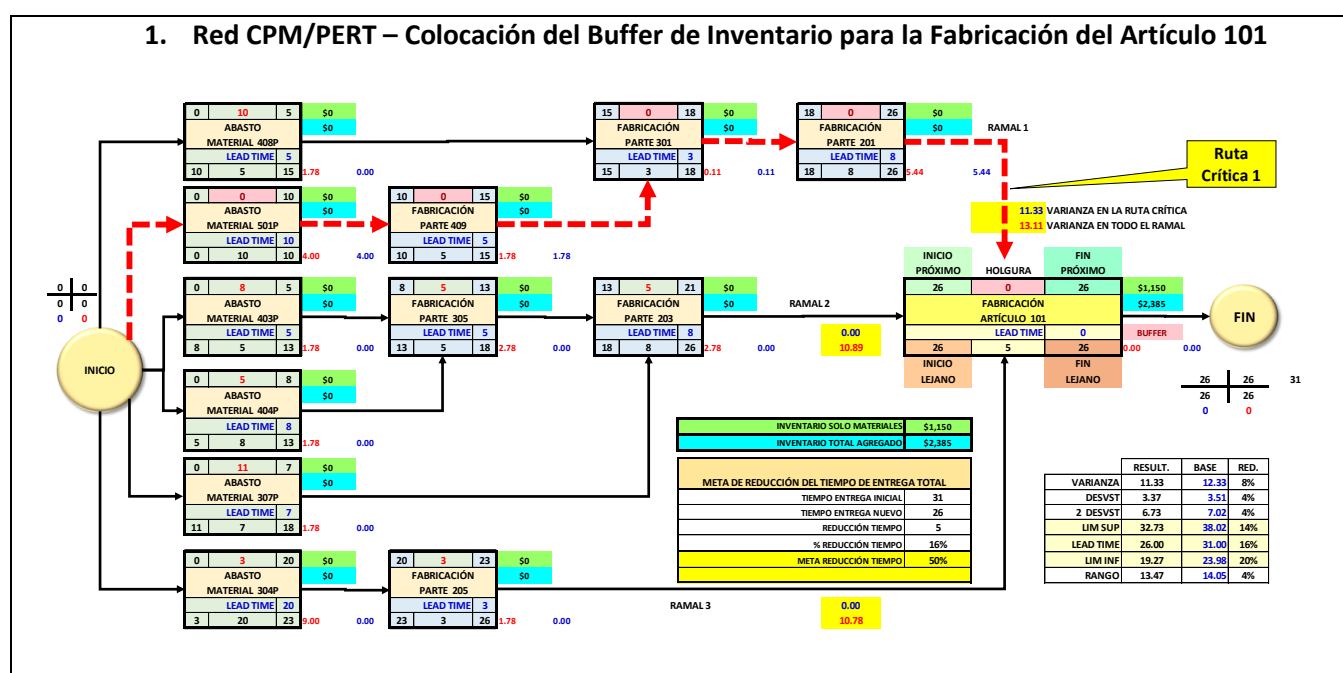 1. Red CPM/PERT – Colocación del Buffer de Inventario para la Fabricación del Artículo 101
0 10 5 $0
ABASTO $0
MATERIAL 408P
LEAD TIME 5
10 5 15 1.78 0.00
15 0 18 $0
FABRICACIÓN $0
PARTE 301
LEAD TIME 3
15 3 18 0.11 0.11
18 0 26 $0
FABRICACIÓN $0
PARTE 201
LEAD TIME 8
18 8 26 5.44 5.44
RAMAL 1
Ruta
Crítica 1
0 0 10 $0
ABASTO $0
MATERIAL 501P
LEAD TIME 10
0 10 10 4.00 4.00
10 0 15 $0
FABRICACIÓN $0
PARTE 409
LEAD TIME 5
10 5 15 1.78 1.78
11.33 VARIANZA EN LA RUTA CRÍTICA
13.11 VARIANZA EN TODO EL RAMAL
0 0
0 0
0 0
INICIO
0 8 5 $0
ABASTO $0
MATERIAL 403P
LEAD TIME 5
8 5 13 1.78 0.00
8 5 13 $0
FABRICACIÓN $0
PARTE 305
LEAD TIME 5
13 5 18 2.78 0.00
13 5 21 $0
FABRICACIÓN $0
PARTE 203
LEAD TIME 8
18 8 26 2.78 0.00
RAMAL 2
0.00
10.89
INICIO FIN
PRÓXIMO HOLGURA PRÓXIMO
26 0 26 $1,150
FABRICACIÓN $2,385
ARTÍCULO 101
LEAD TIME 0 BUFFER
26 5 26 0.00 0.00
INICIO FIN
LEJANO LEJANO
FIN
26 26 31
26 26
0 0
0 5 8 $0
ABASTO $0
MATERIAL 404P
LEAD TIME 8
5 8 13 1.78 0.00
0 11 7 $0
ABASTO $0
MATERIAL 307P
LEAD TIME 7
11 7 18 1.78 0.00
INVENTARIO SOLO MATERIALES $1,150
INVENTARIO TOTAL AGREGADO $2,385
META DE REDUCCIÓN DEL TIEMPO DE ENTREGA TOTAL
TIEMPO ENTREGA INICIAL 31
TIEMPO ENTREGA NUEVO 26
REDUCCIÓN TIEMPO 5
% REDUCCIÓN TIEMPO 16%
META REDUCCIÓN TIEMPO 50%
RESULT. BASE RED.
VARIANZA 11.33 12.33 8%
DESVST 3.37 3.51 4%
2 DESVST 6.73 7.02 4%
LIM SUP 32.73 38.02 14%
LEAD TIME 26.00 31.00 16%
LIM INF 19.27 23.98 20%
RANGO 13.47 14.05 4%
0 3 20 $0
ABASTO $0
MATERIAL 304P
LEAD TIME 20
3 20 23 9.00 0.00
20 3 23 $0
FABRICACIÓN $0
PARTE 205
LEAD TIME 3
23 3 26 1.78 0.00
RAMAL 3
0.00
10.78